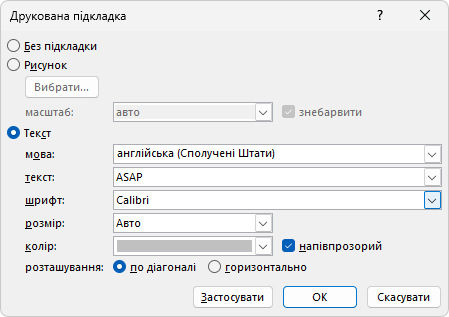 Друкована підкладка
Без підкладки
Рисунок
Вибрати...
масштаб: авто знебарвити
Текст
мова: англійська (Сполучені Штати)
текст: ASAP
шрифт: Calibri
розмір: Авто
колір: напівпрозорий
розташування: по діагоналі горизонтально
Застосувати ОК Скасувати